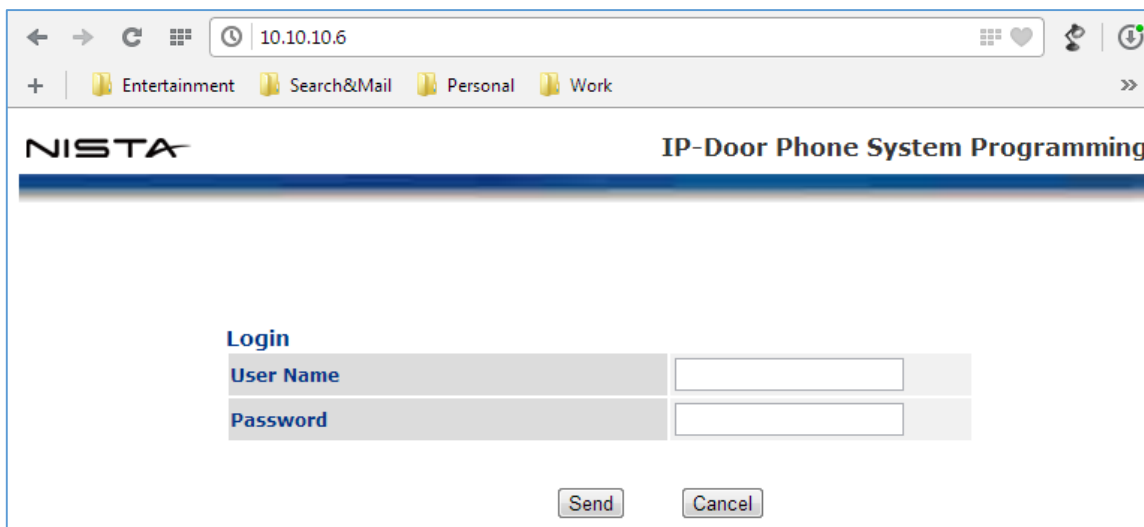 10.10.10.6
+ Entertainment Search&Mail Personal Work »
NISTA IP-Door Phone System Programming
Login
User Name
Password
Send Cancel